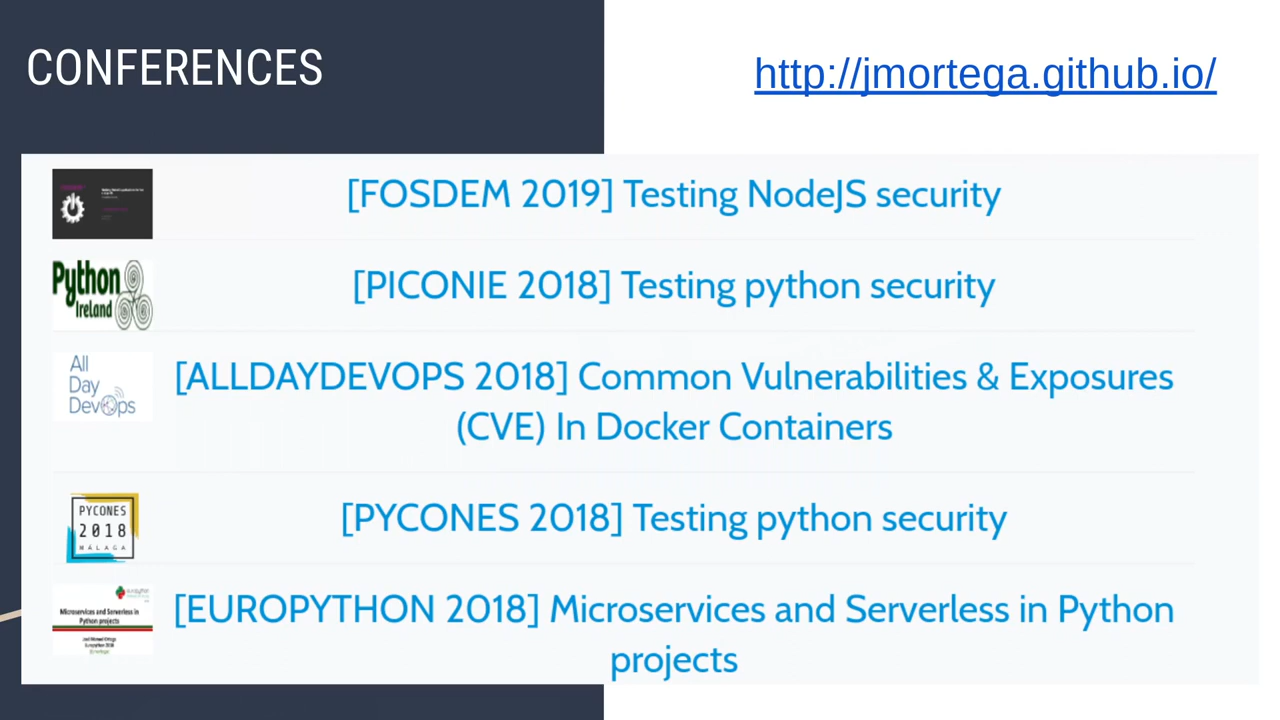 CONFERENCES
http://jmortega.github.io/
[FOSDEM 2019] Testing NodeJS security
Python
Ireland
[PICONIE 2018] Testing python security
All
Day
DevOps
[ALLDAYDEVOPS 2018] Common Vulnerabilities & Exposures
(CVE) In Docker Containers
PYCONES
2018
MÁLAGA
[PYCONES 2018] Testing python security
Microservices and Serverless in
Python projects
[EUROPYTHON 2018] Microservices and Serverless in Python
projects